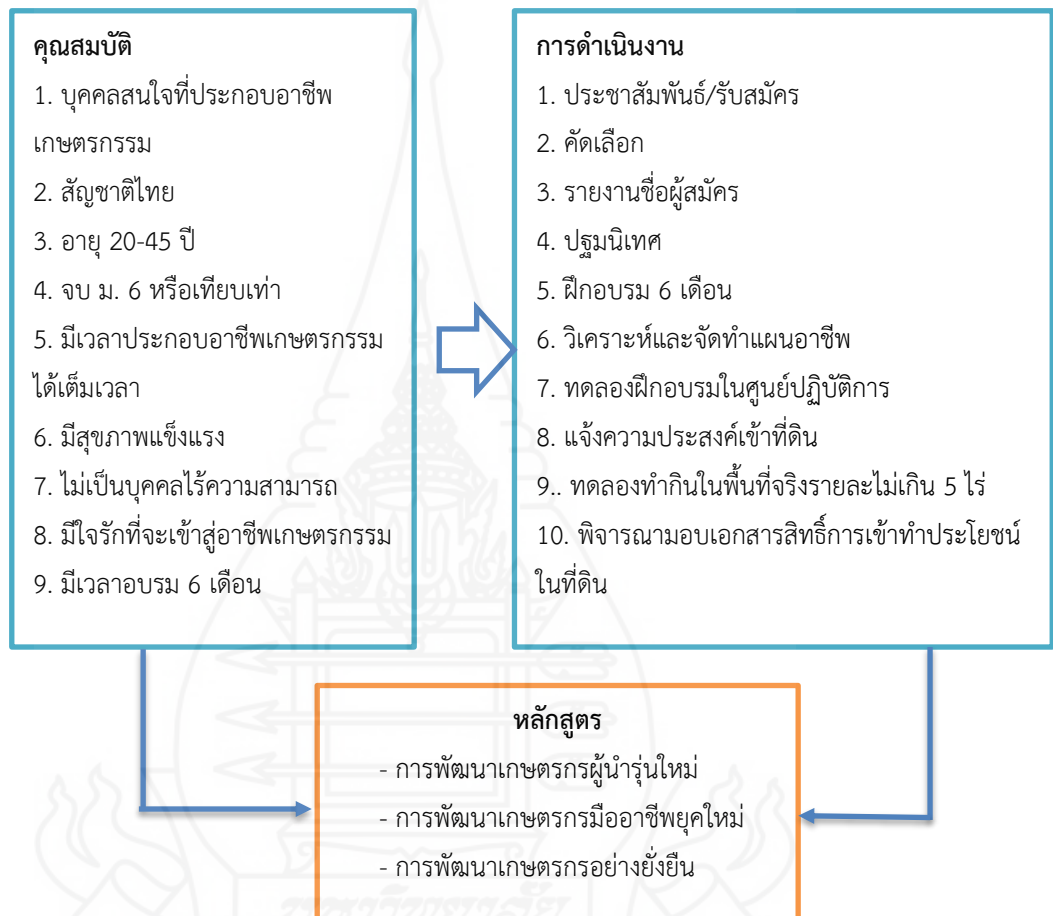 คุณสมบัติ
1. บุคคลสนใจที่ประกอบอาชีพ
เกษตรกรรม
2. สัญชาติไทย
3. อายุ 20-45 ปี
4. จบ ม. 6 หรือเทียบเท่า
5. มีเวลาประกอบอาชีพเกษตรกรรม
ได้เต็มเวลา
6. มีสุขภาพแข็งแรง
7. ไม่เป็นบุคคลไร้ความสามารถ
8. มีใจรักที่จะเข้าสู่อาชีพเกษตรกรรม
9. มีเวลาอบรม 6 เดือน
การดำเนินงาน
1. ประชาสัมพันธ์/รับสมัคร
2. คัดเลือก
3. รายงานชื่อผู้สมัคร
4. ปฐมนิเทศ
5. ฝึกอบรม 6 เดือน
6. วิเคราะห์และจัดทำแผนอาชีพ
7. ทดลองฝึกอบรมในศูนย์ปฏิบัติการ
8. แจ้งความประสงค์เข้าที่ดิน
9.. ทดลองทำกินในพื้นที่จริงรายละไม่เกิน 5 ไร่
10. พิจารณามอบเอกสารสิทธิ์การเข้าทำประโยชน์
ในที่ดิน
หลักสูตร
- การพัฒนาเกษตรกรผู้นำรุ่นใหม่
- การพัฒนาเกษตรกรมืออาชีพยุคใหม่
- การพัฒนาเกษตรกรอย่างยั่งยืน